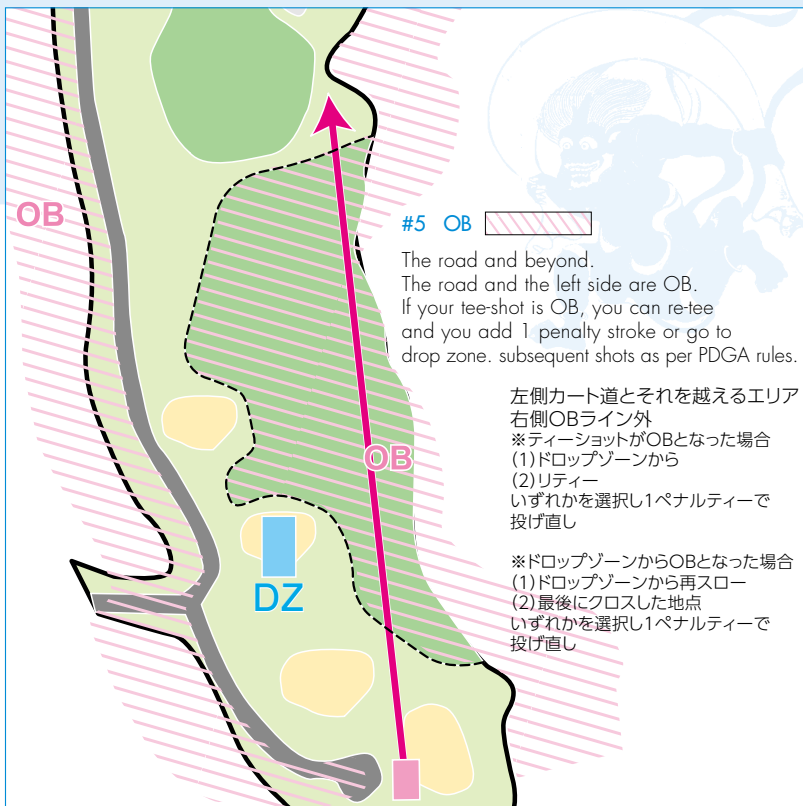 OB
#5 OB
The road and beyond.
The road and the left side are OB.
If your tee-shot is OB, you can re-tee
and you add 1 penalty stroke or go to
drop zone. subsequent shots as per PDGA rules.
左側カート道とそれを越えるエリア
右側OBライン外
※ティーショットがOBとなった場合
(1)ドロップゾーンから
(2)リティー
いずれかを選択し1ペナルティーで
投げ直し
※ドロップゾーンからOBとなった場合
(1)ドロップゾーンから再スロー
(2)最後にクロスした地点
いずれかを選択し1ペナルティーで
投げ直し
OB
DZ